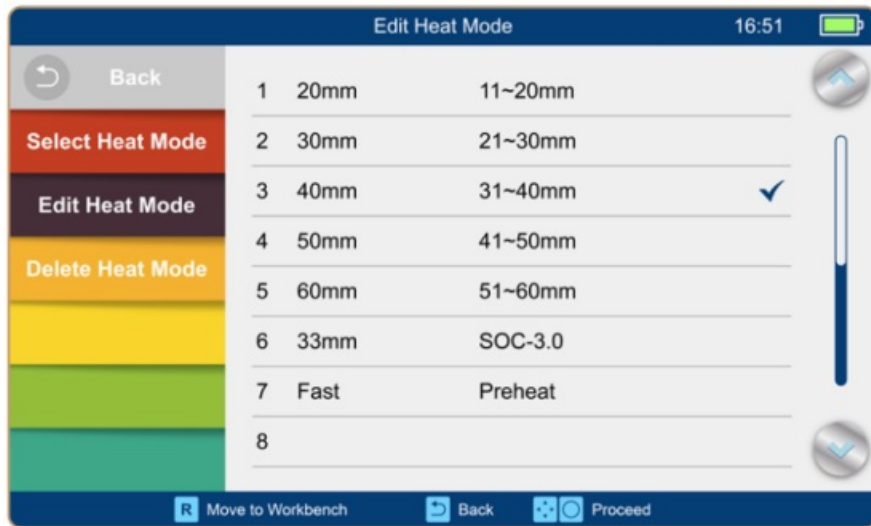 Edit Heat Mode 16:51
Back
Select Heat Mode
Edit Heat Mode
Delete Heat Mode
1 20mm 11~20mm
2 30mm 21~30mm
3 40mm 31~40mm
4 50mm 41~50mm
5 60mm 51~60mm
6 33mm SOC-3.0
7 Fast Preheat
8
R Move to Workbench Back Proceed